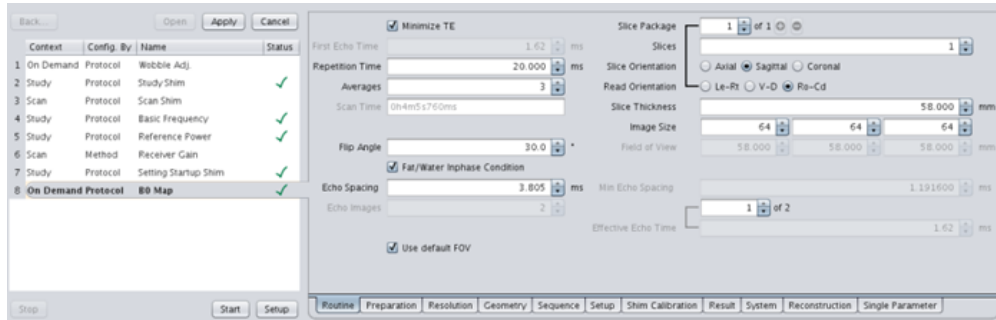 Back... Open Apply Cancel
Context Config. By Name Status
1 On Demand Protocol Wobble Adj.
2 Study Protocol Study Shim
3 Scan Protocol Scan Shim
4 Study Protocol Basic Frequency
5 Study Protocol Reference Power
6 Scan Method Receiver Gain
7 Study Protocol Setting Startup Shim
8 On Demand Protocol B0 Map
Stop Start Setup
Minimize TE
First Echo Time 1.62 ms
Repetition Time 20.000 ms
Averages 3
Scan Time 0h4m5s760ms
Flip Angle 30.0 °
Fat/Water Inphase Condition
Echo Spacing 3.805 ms
Echo Images 2
Use default FOV
Slice Package 1 of 1
Slices 1
Slice Orientation Axial Sagittal Coronal
Read Orientation Le-Rt V-D Ro-Cd
Slice Thickness 58.000 mm
Image Size 64 64 64
Field of View 58.000 58.000 58.000 mm
Min Echo Spacing 1.191600 ms
1 of 2
Effective Echo Time 1.62 ms
Routine Preparation Resolution Geometry Sequence Setup Shim Calibration Result System Reconstruction Single Parameter